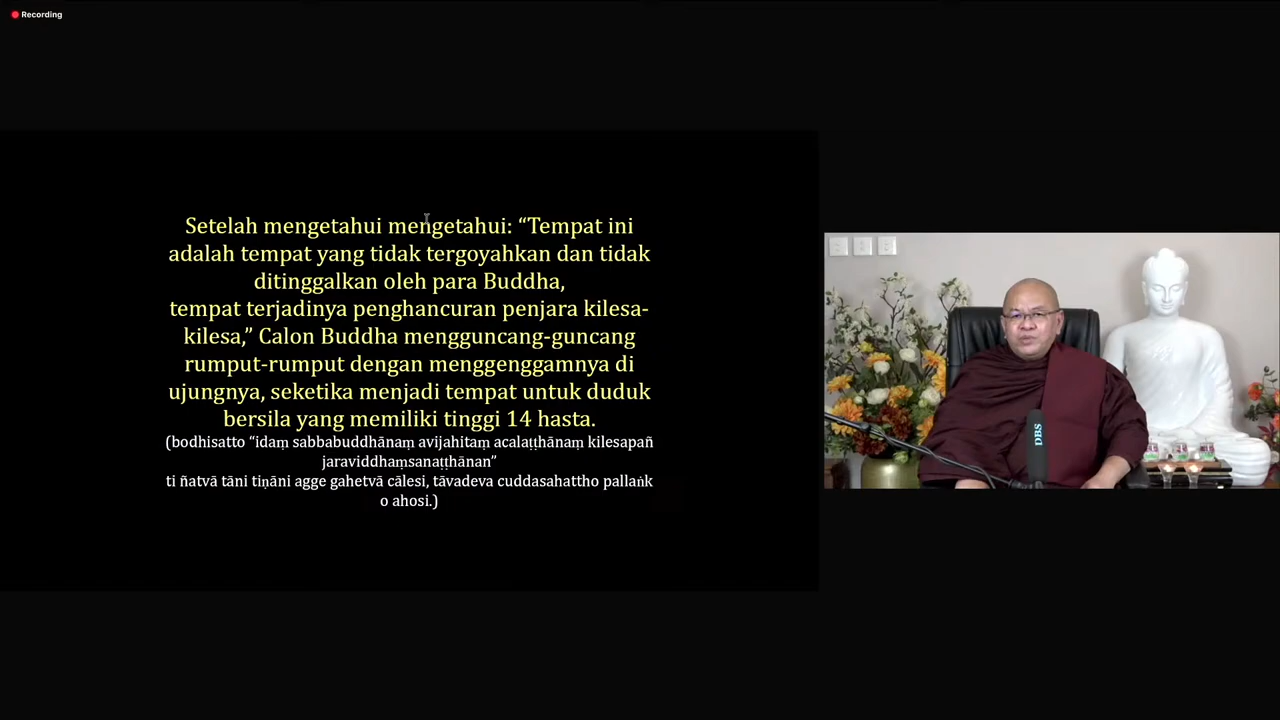 Recording
Setelah mengetahui mengetahui: “Tempat ini
adalah tempat yang tidak tergoyahkan dan tidak
ditinggalkan oleh para Buddha,
tempat terjadinya penghancuran penjara kilesa-
kilesa,” Calon Buddha mengguncang-guncang
rumput-rumput dengan menggenggamnya di
ujungnya, seketika menjadi tempat untuk duduk
bersila yang memiliki tinggi 14 hasta.
(bodhisatto “idaṃ sabbabuddhānaṃ avijahitaṃ acalaṭṭhānaṃ kilesapañ
jaraviddhaṃsanaṭṭhānan”
ti ñatvā tāni tiṇāni agge gahetvā cālesi, tāvadeva cuddasahattho pallaṅk
o ahosi.)
DBS